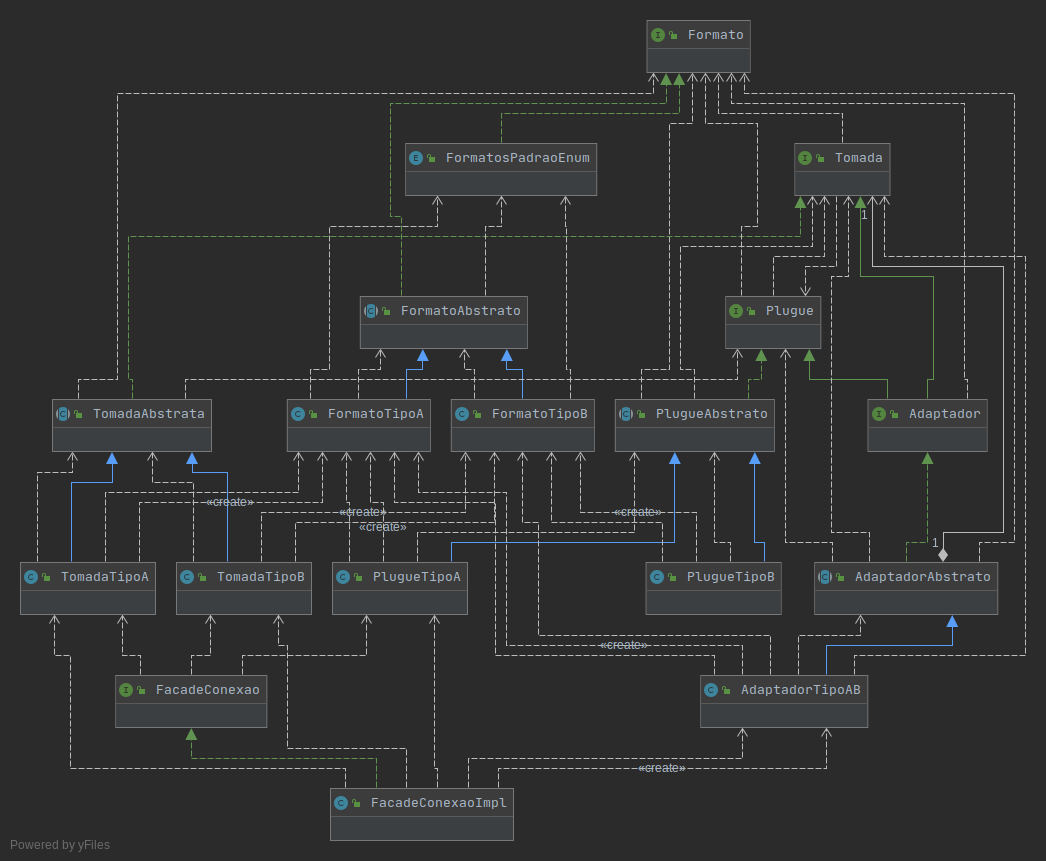 Formato
FormatosPadraoEnum
Tomada
1
FormatoAbstrato
Plugue
TomadaAbstrata
FormatoTipoA
FormatoTipoB
PlugueAbstrato
Adaptador
«create»
«create»
«create»
«create»
1
TomadaTipoA
TomadaTipoB
PlugueTipoA
PlugueTipoB
AdaptadorAbstrato
«create»
FacadeConexao
AdaptadorTipoAB
«create»
FacadeConexaoImpl
Powered by yFiles